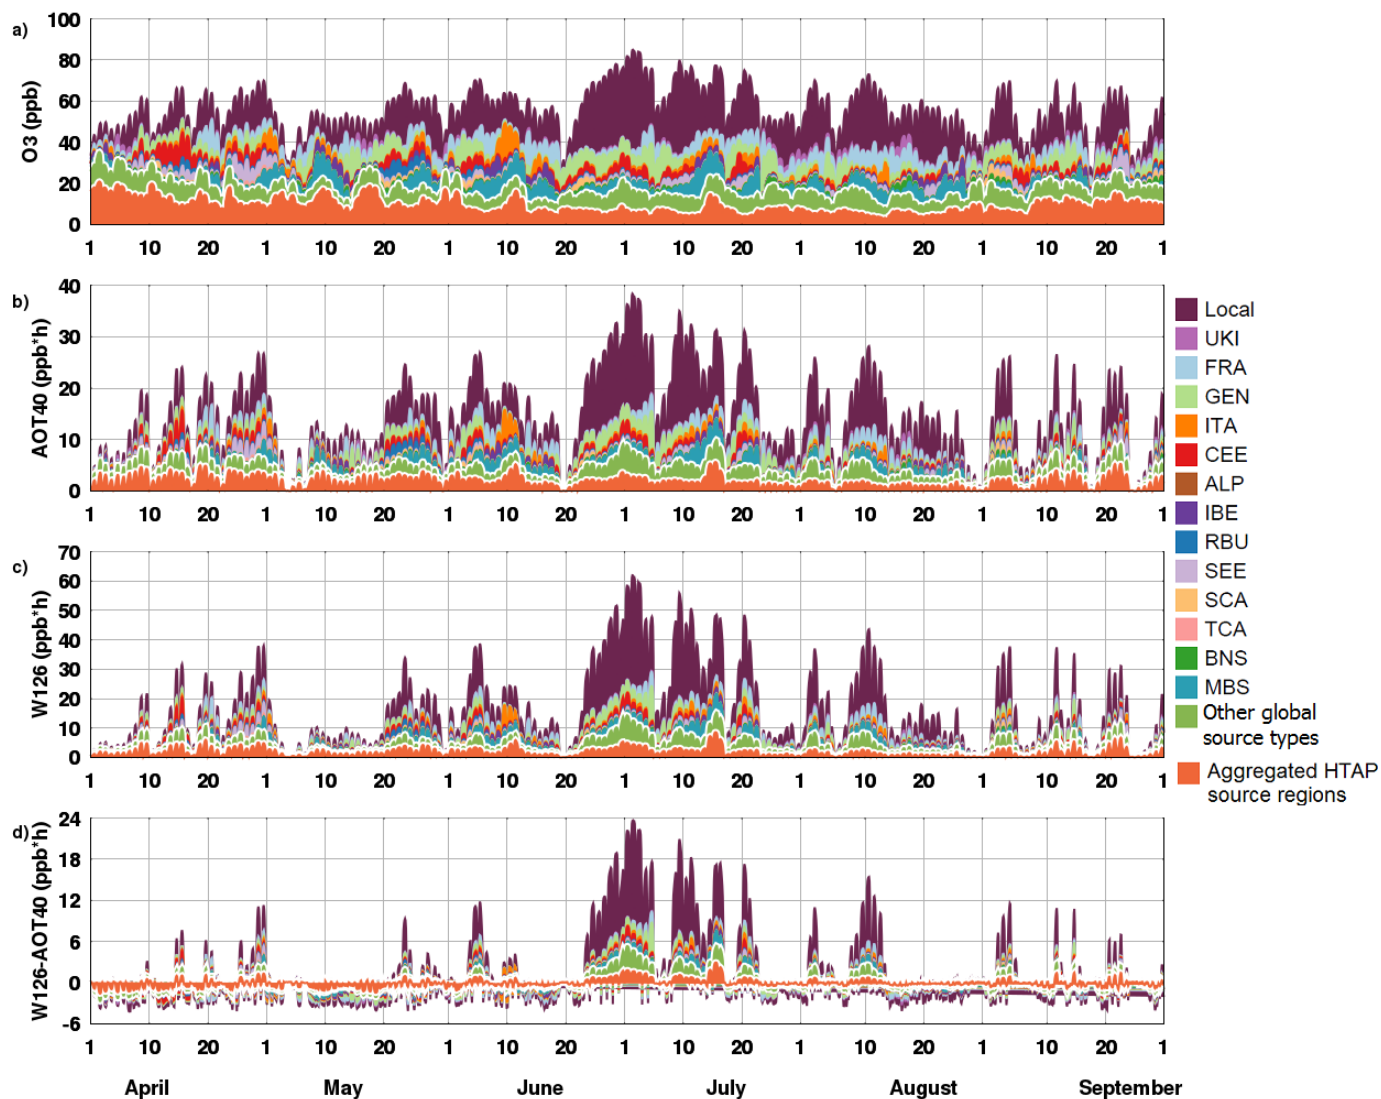 a)
O3 (ppb)
100
80
60
40
20
0
1 10 20 1 10 20 1 10 20 1 10 20 1 10 20 1 10 20 1
b)
AOT40 (ppb*h)
40
30
20
10
0
1 10 20 1 10 20 1 10 20 1 10 20 1 10 20 1 10 20 1
c)
W126 (ppb*h)
70
60
50
40
30
20
10
0
1 10 20 1 10 20 1 10 20 1 10 20 1 10 20 1 10 20 1
d)
W126-AOT40 (ppb*h)
24
18
12
6
0
-6
1 10 20 1 10 20 1 10 20 1 10 20 1 10 20 1 10 20 1
April May June July August September
Local
UKI
FRA
GEN
ITA
CEE
ALP
IBE
RBU
SEE
SCA
TCA
BNS
MBS
Other global
source types
Aggregated HTAP
source regions